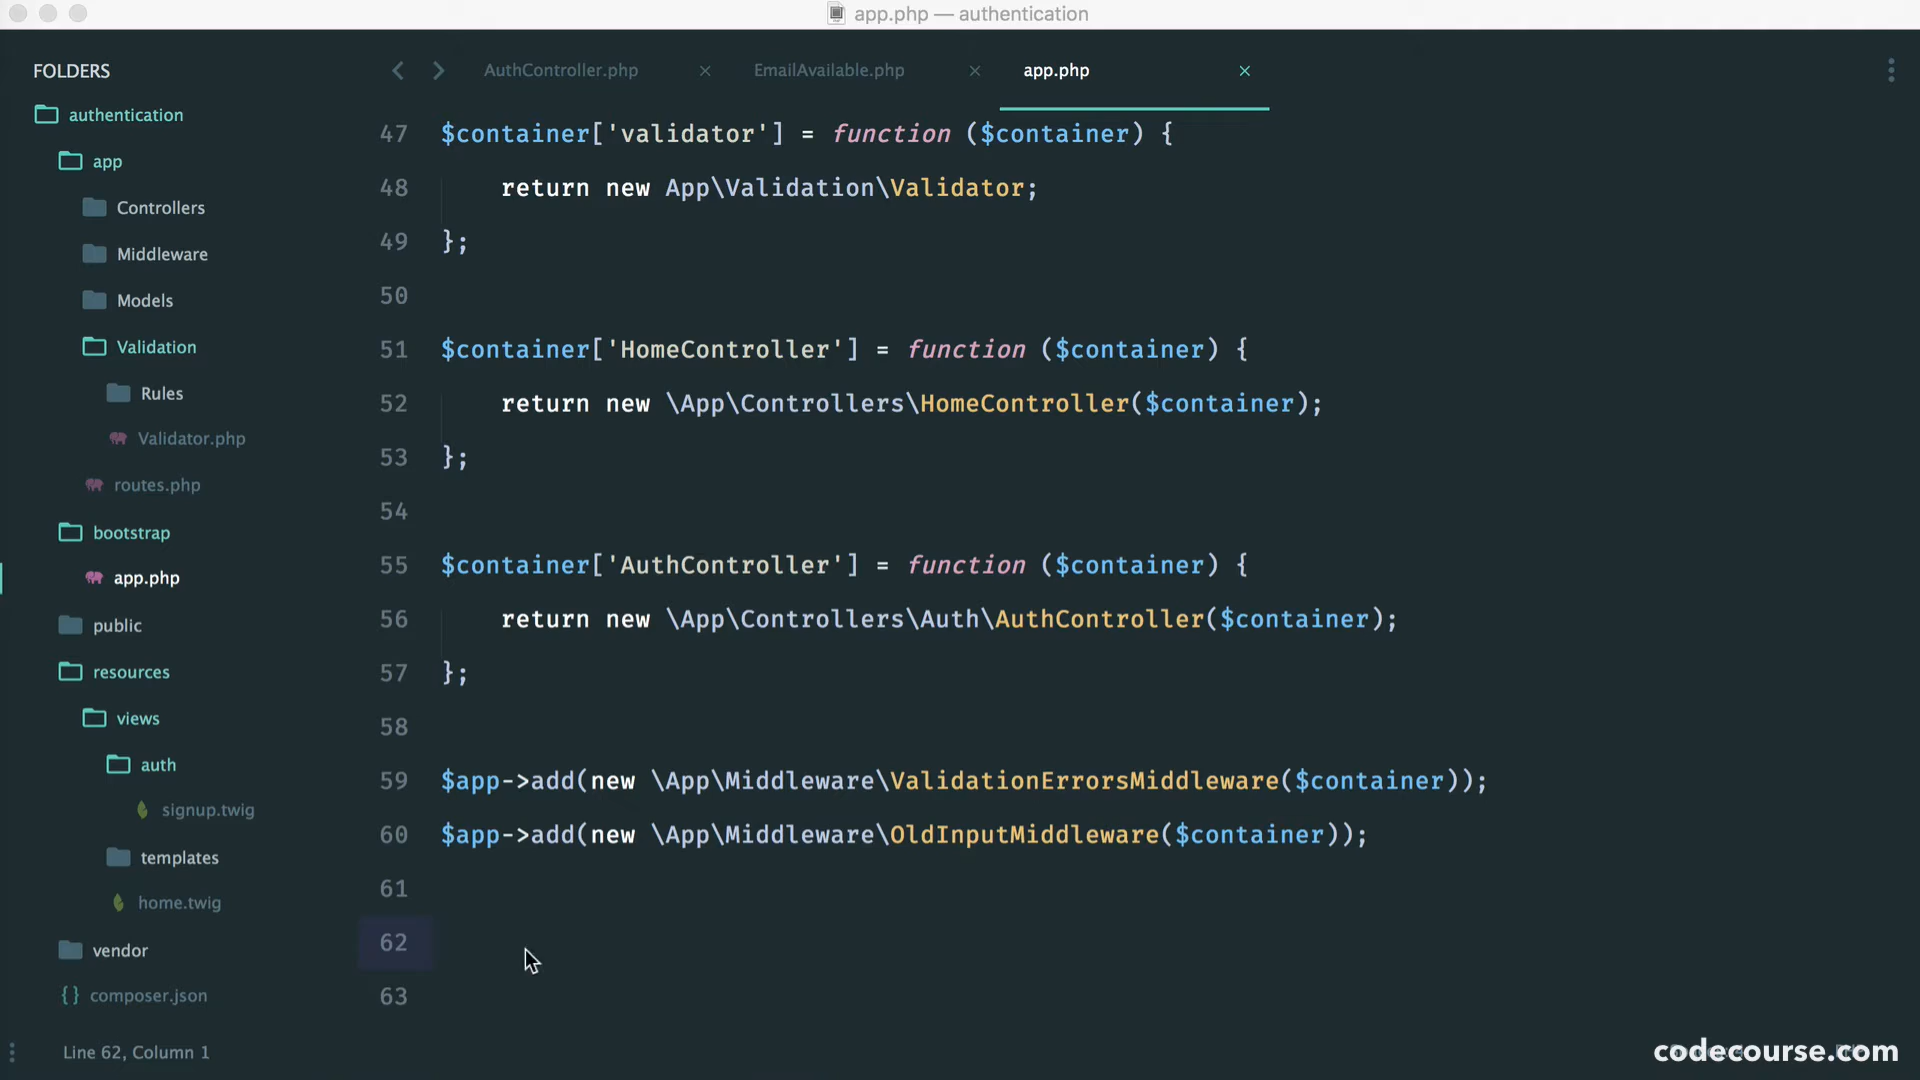 app.php — authentication
FOLDERS
authentication
app
Controllers
Middleware
Models
Validation
Rules
Validator.php
routes.php
bootstrap
app.php
public
resources
views
auth
signup.twig
templates
home.twig
vendor
{} composer.json
AuthController.php
EmailAvailable.php
app.php
47 $container['validator'] = function ($container) {
48 return new App\Validation\Validator;
49 };
50
51 $container['HomeController'] = function ($container) {
52 return new \App\Controllers\HomeController($container);
53 };
54
55 $container['AuthController'] = function ($container) {
56 return new \App\Controllers\Auth\AuthController($container);
57 };
58
59 $app->add(new \App\Middleware\ValidationErrorsMiddleware($container));
60 $app->add(new \App\Middleware\OldInputMiddleware($container));
61
62
63
Line 62, Column 1
codecourse.com